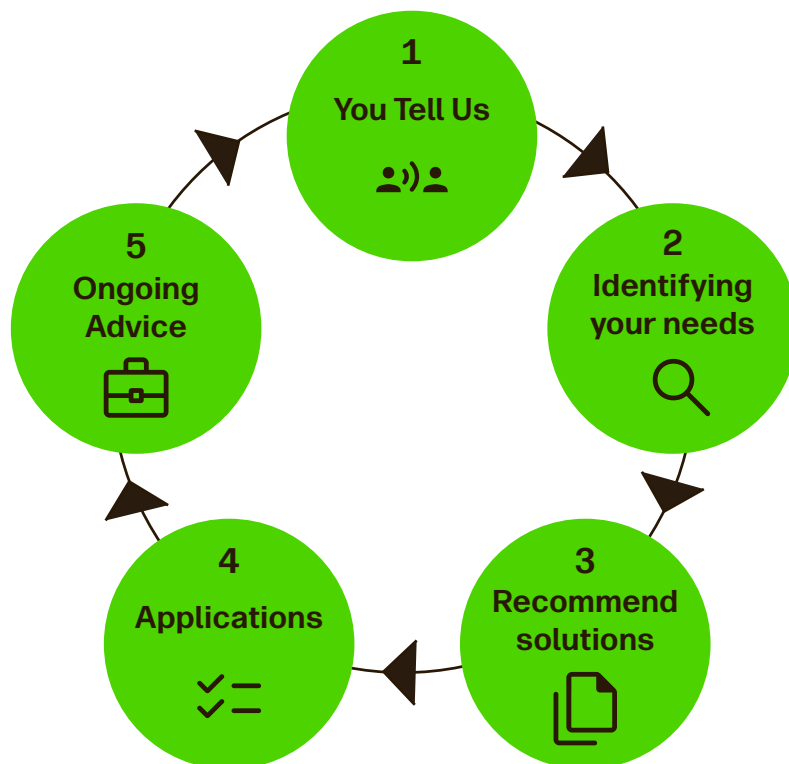 1
You Tell Us
2
Identifying
your needs
3
Recommend
solutions
4
Applications
5
Ongoing
Advice